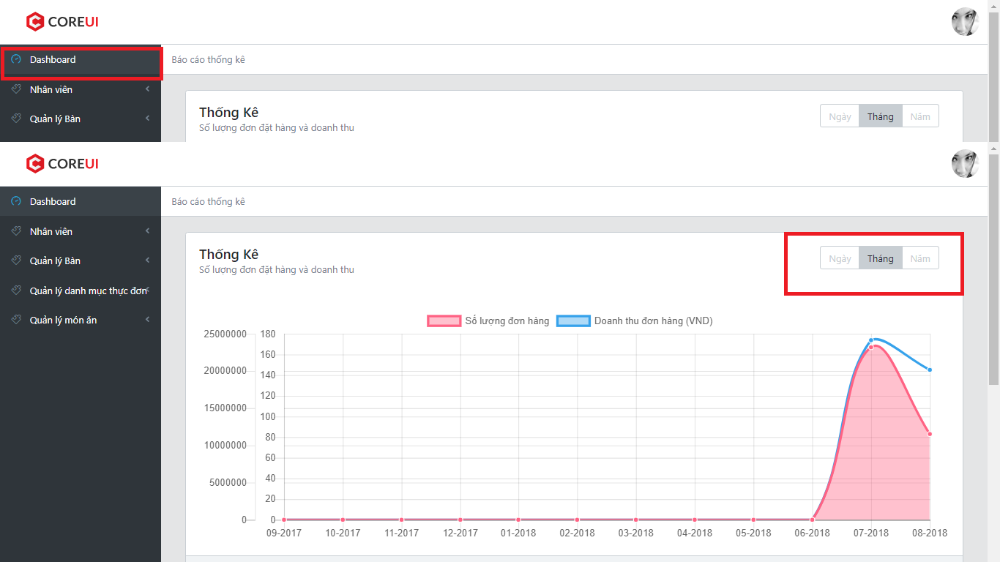 COREUI
Dashboard
Báo cáo thống kê
Nhân viên
Quản lý Bàn
Thống Kê
Số lượng đơn đặt hàng và doanh thu
Ngày Tháng Năm
COREUI
Dashboard
Báo cáo thống kê
Nhân viên
Quản lý Bàn
Quản lý danh mục thực đơn
Quản lý món ăn
Thống Kê
Số lượng đơn đặt hàng và doanh thu
Ngày Tháng Năm
Số lượng đơn hàng Doanh thu đơn hàng (VND)
25000000 180
160
20000000 140
120
15000000 100
80
10000000 60
5000000 40
20
0 0
09-2017 10-2017 11-2017 12-2017 01-2018 02-2018 03-2018 04-2018 05-2018 06-2018 07-2018 08-2018